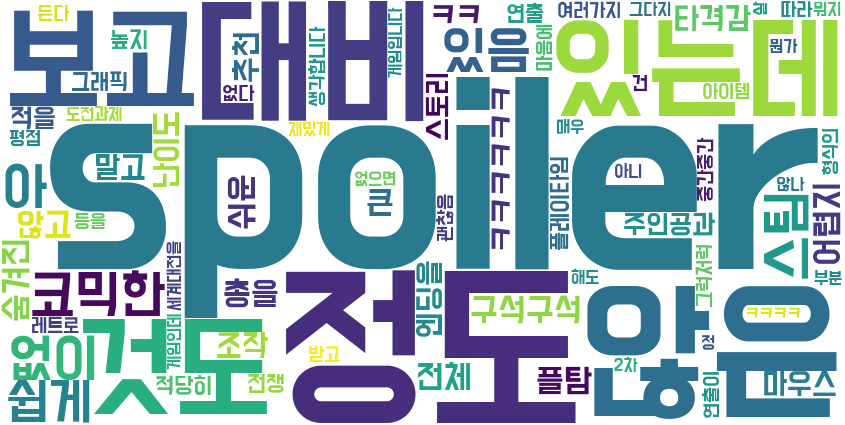 든다
높지
그래픽
보고
대비
추천
없다
생각합니다
게임입니다
ㅋㅋ
스토리
연출
있음
마음에
여러가지
그다지
타격감
쉴
따라
뭔지
뭔가
건
아이템
있는데
적을
도전과제
평점
난이도
말고
재밌게
매우
중간중간
형식의
아
않고
등을
spoiler
쉬운
없으면
큰
괜찮음
ㅋㅋㅋㅋㅋㅋㅋ
플레이타임
아니
않나
주인공과
스팀
어렵지
숨겨진
코믹한
세계대전을
총을
정도
엔딩을
구석구석
해도
그럭저럭
부분
레트로
없이
것도
게임인데
조작
받고
않음
ㅋㅋㅋㅋ
쉽게
적당히
전쟁
전체
플탐
2차
연출이
마우스